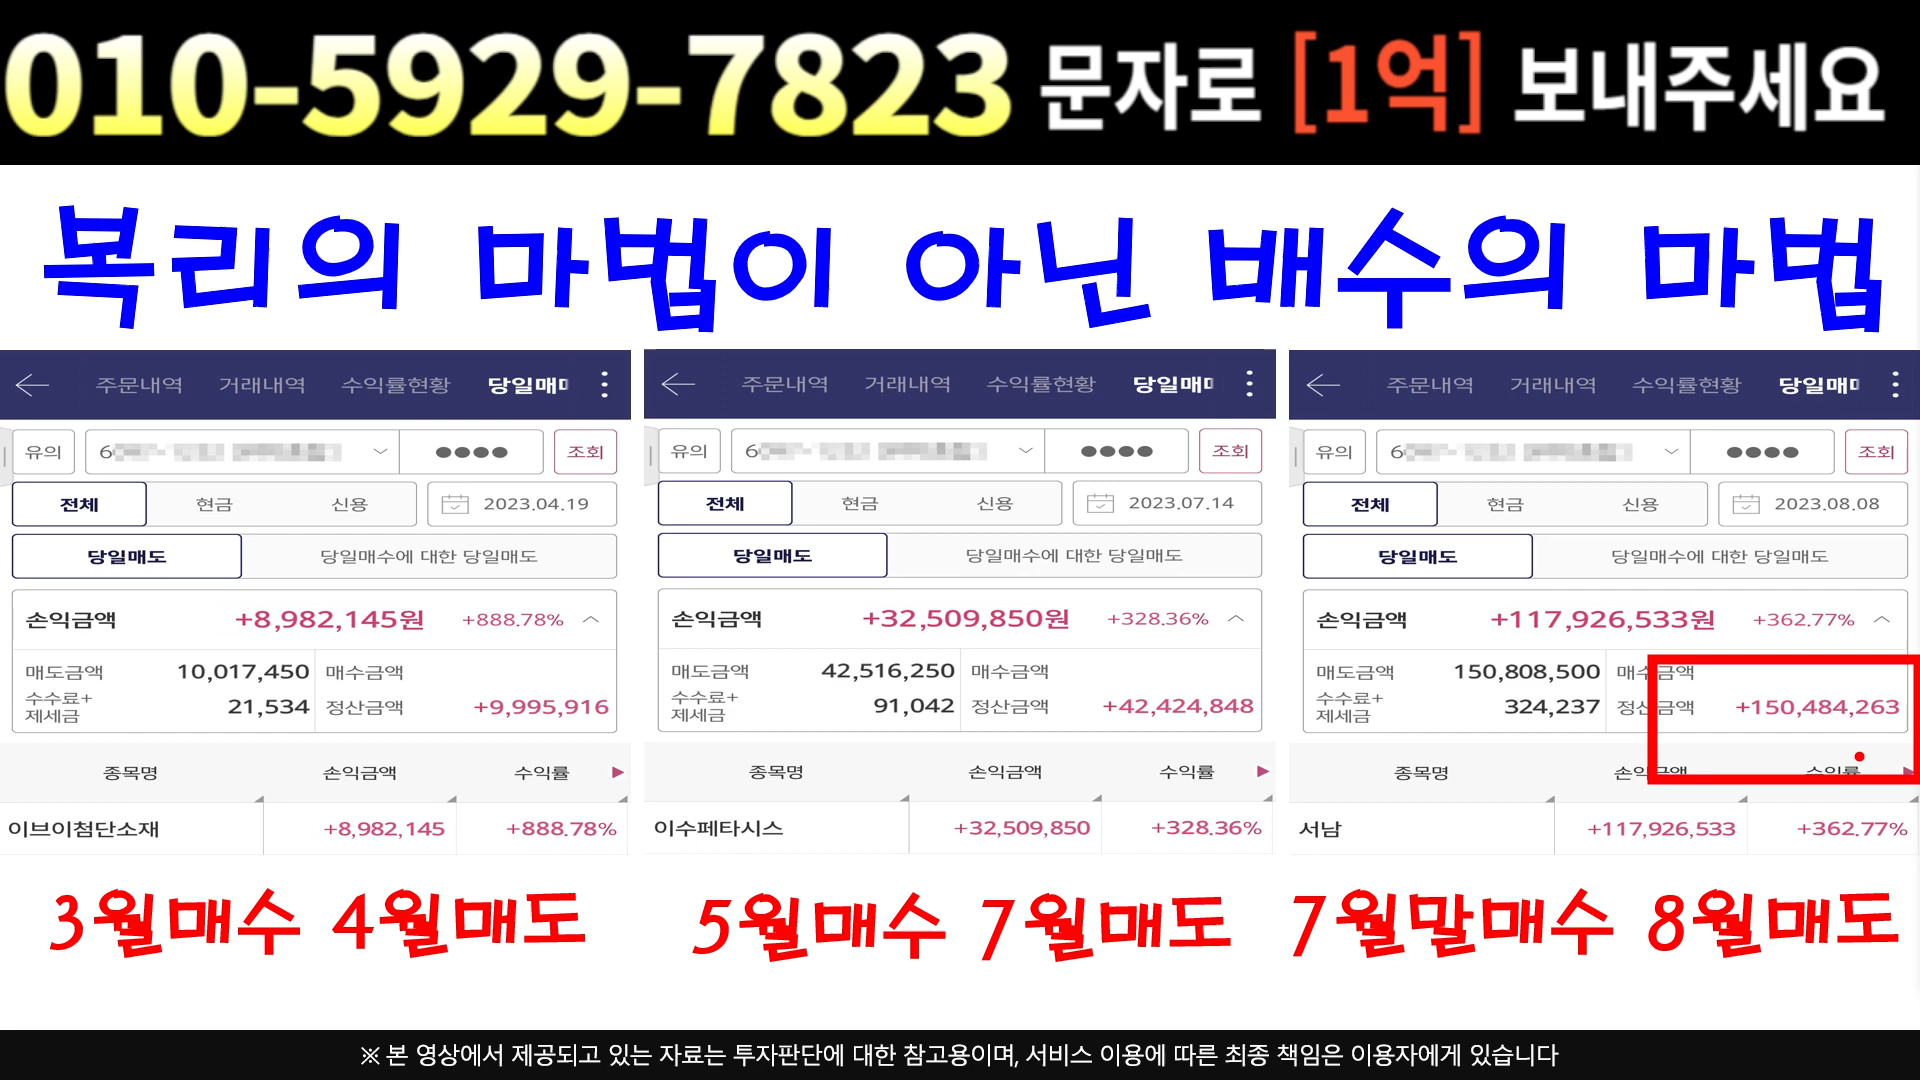 010-5929-7823 문자로 [1억] 보내주세요
복리의 마법이 아닌 배수의 마법
주문내역 거래내역 수익률현황 당일매
유의 6 ●●●● 조회
전체 현금 신용 2023.04.19
당일매도 당일매수에 대한 당일매도
손익금액 +8,982,145원 +888.78%
매도금액 10,017,450 매수금액
수수료+
제세금 21,534 정산금액 +9,995,916
종목명 손익금액 수익률
이브이첨단소재 +8,982,145 +888.78%
3월매수 4월매도
주문내역 거래내역 수익률현황 당일매
유의 6 ●●●● 조회
전체 현금 신용 2023.07.14
당일매도 당일매수에 대한 당일매도
손익금액 +32,509,850원 +328.36%
매도금액 42,516,250 매수금액
수수료+
제세금 91,042 정산금액 +42,424,848
종목명 손익금액 수익률
이수페타시스 +32,509,850 +328.36%
5월매수 7월매도
주문내역 거래내역 수익률현황 당일매
유의 6 ●●●● 조회
전체 현금 신용 2023.08.08
당일매도 당일매수에 대한 당일매도
손익금액 +117,926,533원 +362.77%
매도금액 150,808,500 매수금액
수수료+
제세금 324,237 정산금액 +150,484,263
종목명 손익금액 수익률
서남 +117,926,533 +362.77%
7월말매수 8월매도
※ 본 영상에서 제공되고 있는 자료는 투자판단에 대한 참고용이며, 서비스 이용에 따른 최종 책임은 이용자에게 있습니다